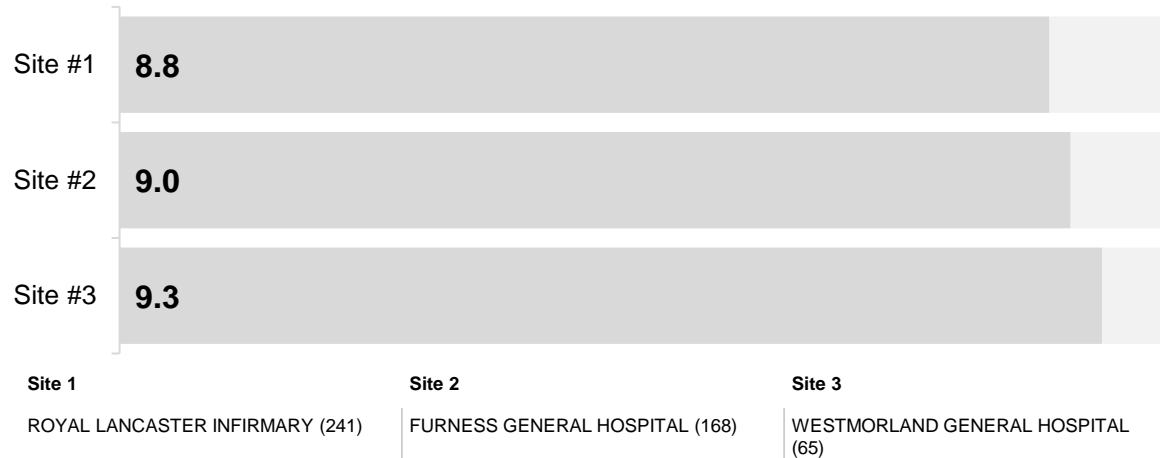 Site #1 8.8
Site #2 9.0
Site #3 9.3
Site 1 Site 2 Site 3
ROYAL LANCASTER INFIRMARY (241) FURNESS GENERAL HOSPITAL (168) WESTMORLAND GENERAL HOSPITAL
(65)